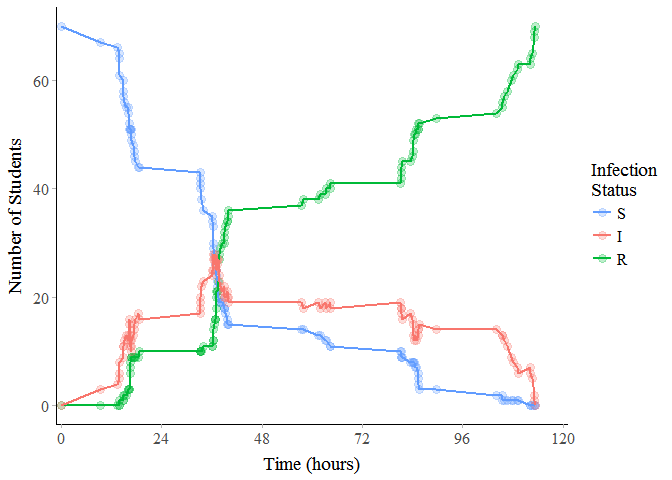 Number of Students
60
40
20
0
0 24 48 72 96 120
Time (hours)
Infection
Status
S
I
R